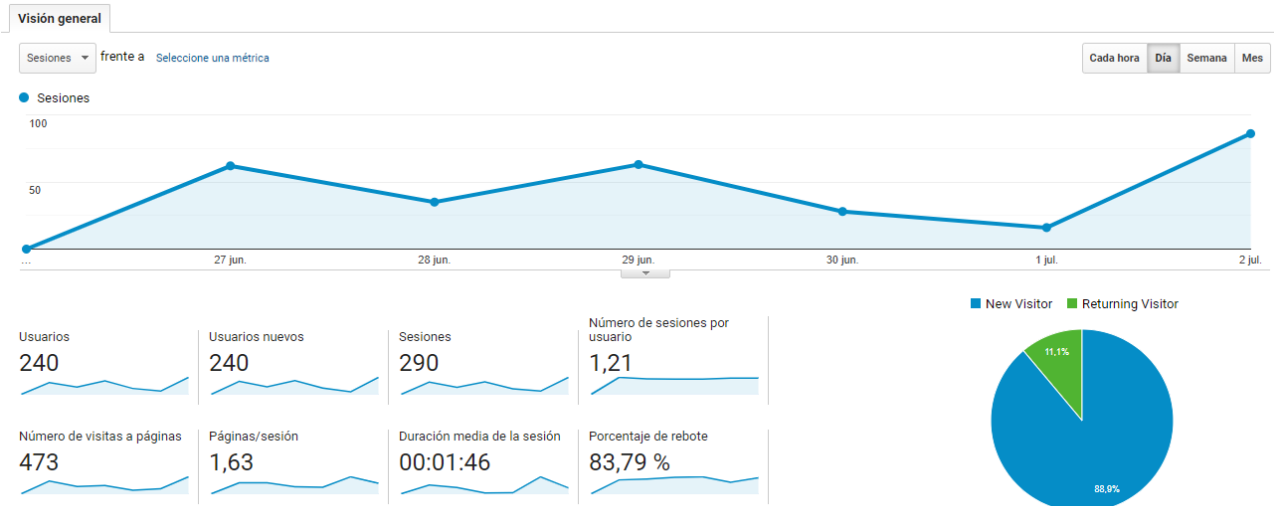 Visión general
Sesiones frente a Seleccione una métrica
Cada hora Día Semana Mes
Sesiones
100
50
... 27 jun. 28 jun. 29 jun. 30 jun. 1 jul. 2 jul.
New Visitor Returning Visitor
Usuarios
240
Usuarios nuevos
240
Sesiones
290
Número de sesiones por
usuario
1,21
Número de visitas a páginas
473
Páginas/sesión
1,63
Duración media de la sesión
00:01:46
Porcentaje de rebote
83,79 %
11,1%
88,9%